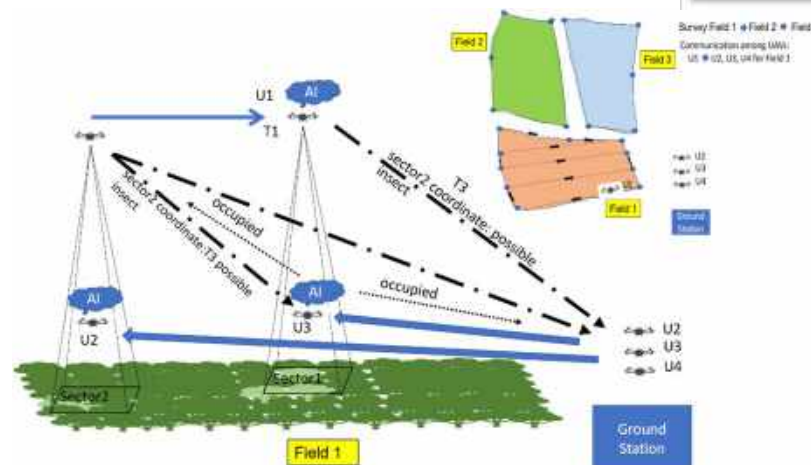 Survey Field 1 → Field 2 → Field
Communication among UAVs:
U1 → U2, U3, U4 for Field 1
Field 2
Field 3
U2
U3
U4
Field 1
Ground
Station
U1
AI
T1
T3
sector2 coordinate: possible
insect
occupied
sector2 coordinate:T3 possible
insect
AI
U2
AI
U3
occupied
U2
U3
U4
Sector1
Sector2
Field 1
Ground
Station